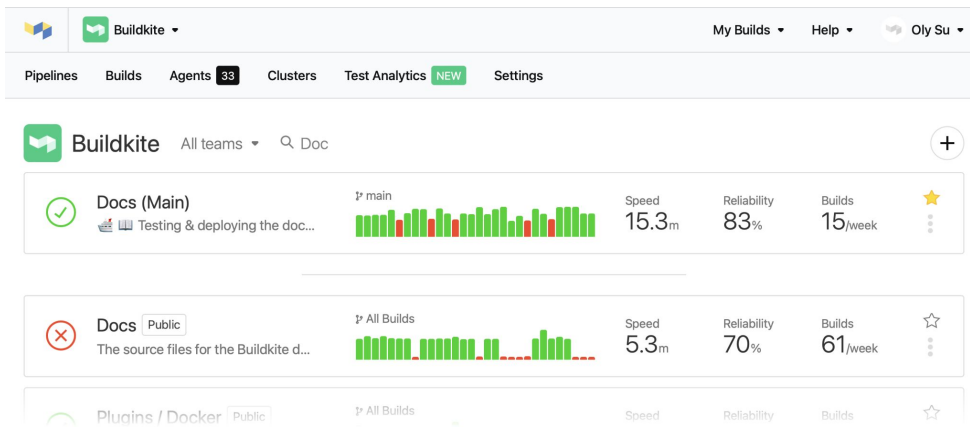 Buildkite My Builds Help Oly Su
Pipelines Builds Agents 33 Clusters Test Analytics NEW Settings
Buildkite All teams Doc
Docs (Main)
Testing & deploying the doc...
main
Speed
15.3m
Reliability
83%
Builds
15/week
Docs Public
The source files for the Buildkite d...
All Builds
Speed
5.3m
Reliability
70%
Builds
61/week
Plugins / Docker Public
All Builds
Speed
Reliability
Builds